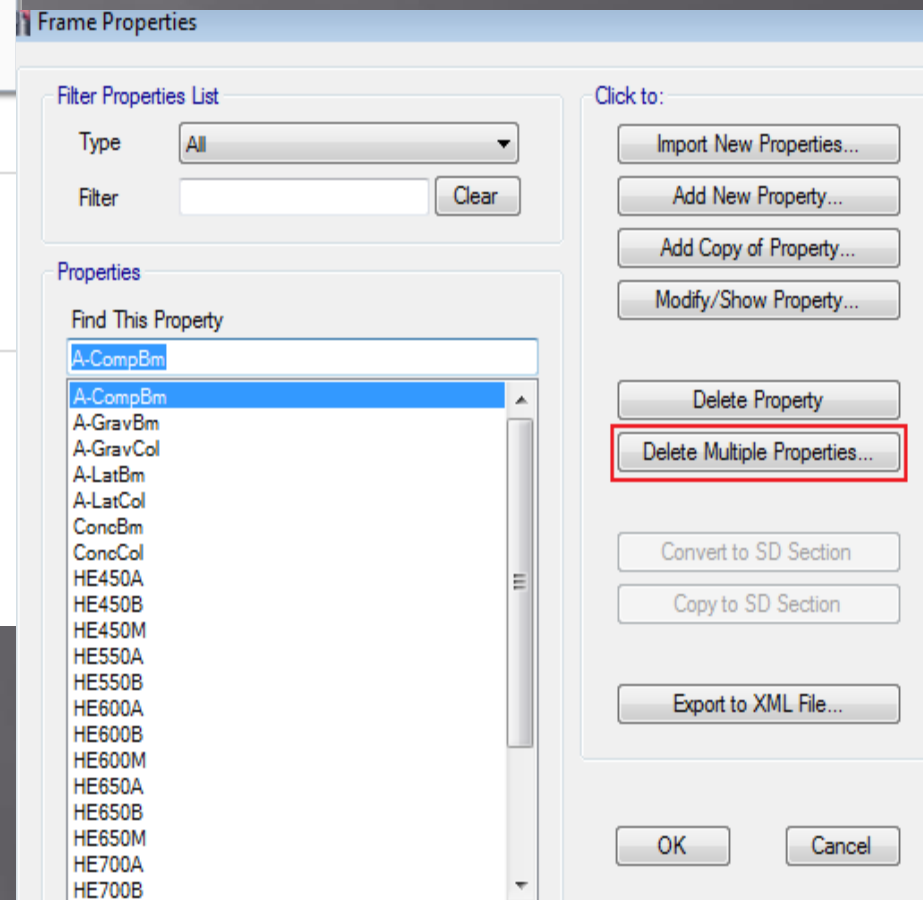 Frame Properties
Filter Properties List
Type All
Filter Clear
Properties
Find This Property
A-CompBm
A-CompBm
A-GravBm
A-GravCol
A-LatBm
A-LatCol
ConcBm
ConcCol
HE450A
HE450B
HE450M
HE550A
HE550B
HE600A
HE600B
HE600M
HE650A
HE650B
HE650M
HE700A
HE700B
Click to:
Import New Properties...
Add New Property...
Add Copy of Property...
Modify/Show Property...
Delete Property
Delete Multiple Properties...
Convert to SD Section
Copy to SD Section
Export to XML File...
OK Cancel